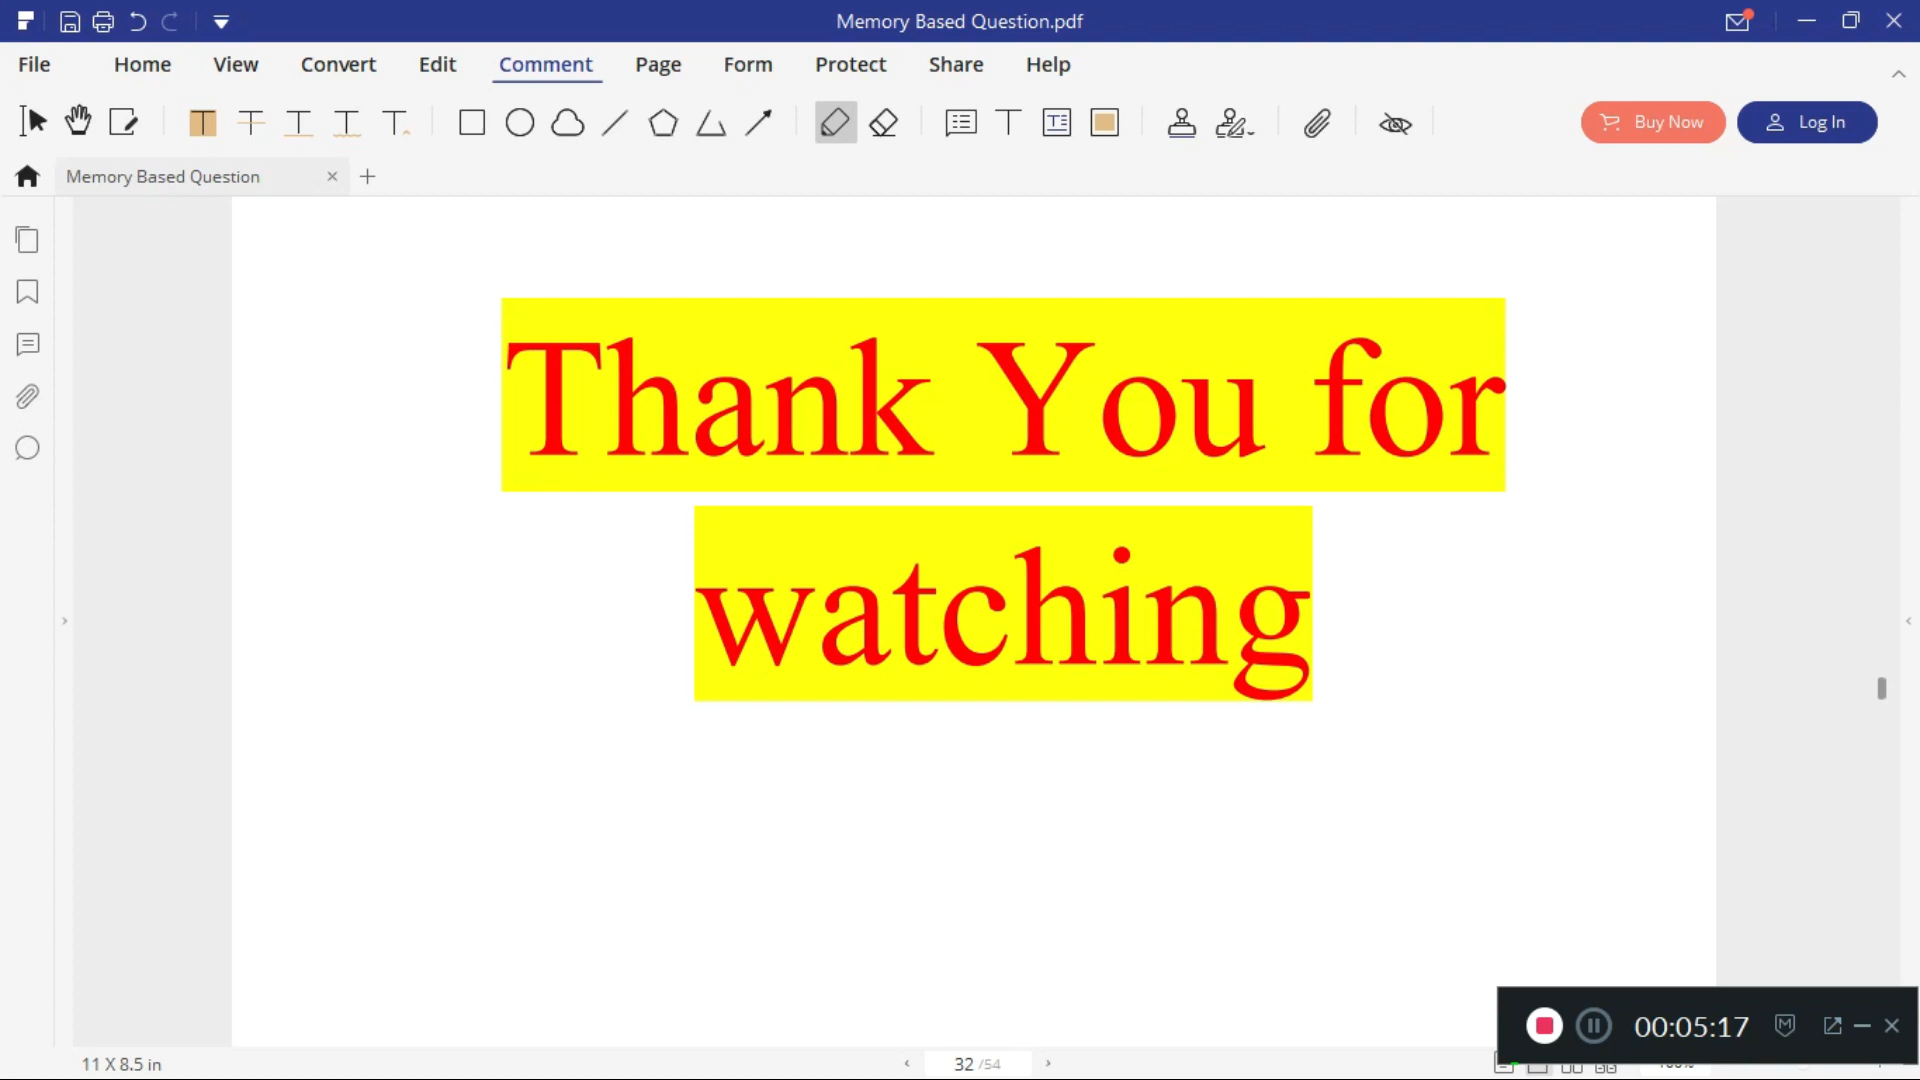 Memory Based Question.pdf
File Home View Convert Edit Comment Page Form Protect Share Help
Buy Now Log In
Memory Based Question
Thank You for
watching
00:05:17
11 X 8.5 in 32 /54